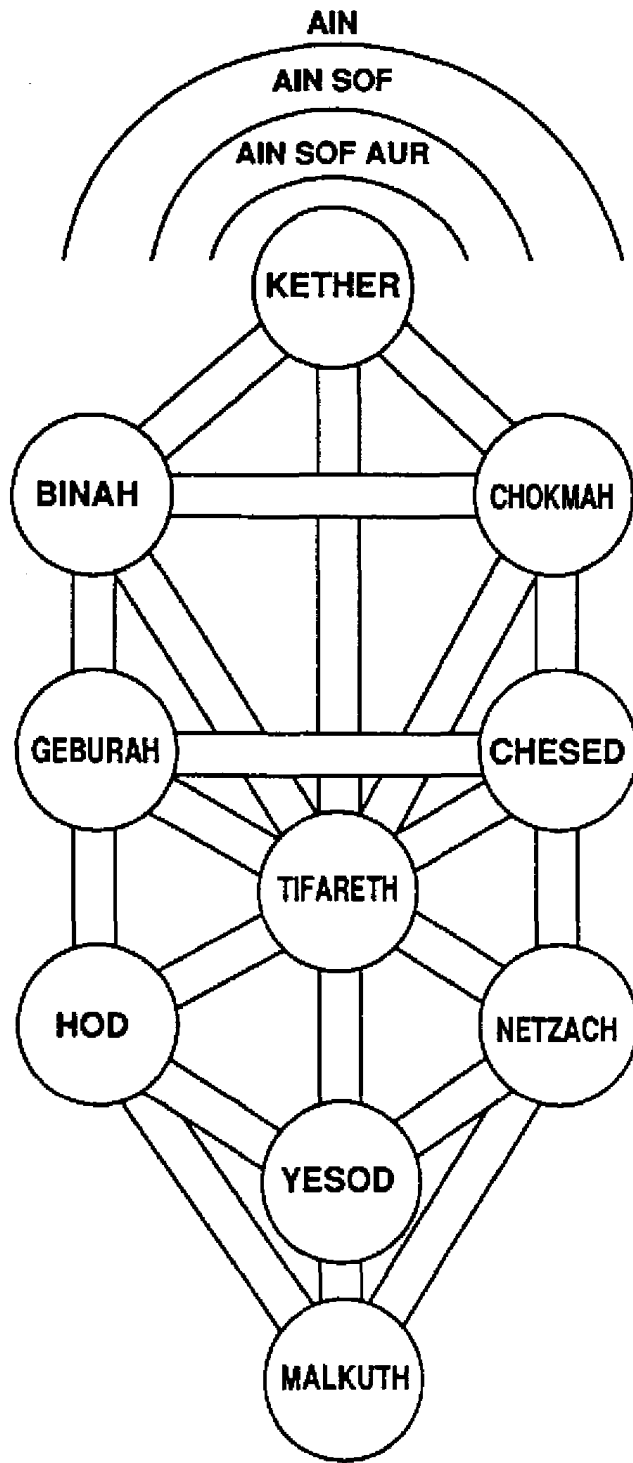 AIN
AIN SOF
AIN SOF AUR
KETHER
BINAH
CHOKMAH
GEBURAH
CHESED
TIFARETH
HOD
NETZACH
YESOD
MALKUTH